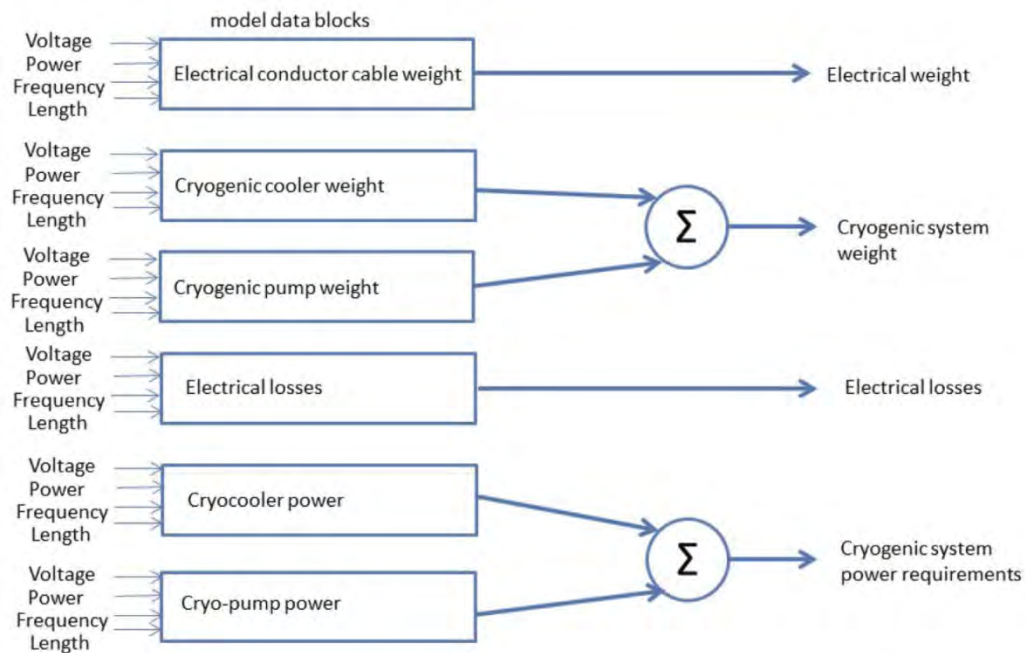 model data blocks
Voltage
Power
Frequency
Length
Electrical conductor cable weight
Electrical weight
Voltage
Power
Frequency
Length
Cryogenic cooler weight
Voltage
Power
Frequency
Length
Cryogenic pump weight
Σ
Cryogenic system
weight
Voltage
Power
Frequency
Length
Electrical losses
Electrical losses
Voltage
Power
Frequency
Length
Cryocooler power
Voltage
Power
Frequency
Length
Cryo-pump power
Σ
Cryogenic system
power requirements